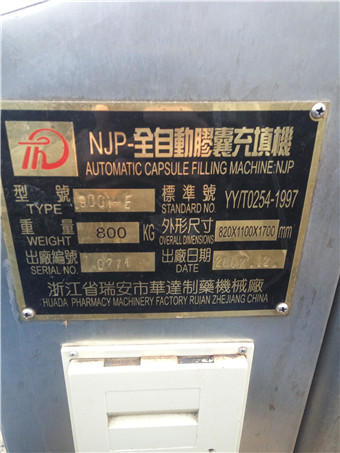 NJP-全自動膠囊充填機
AUTOMATIC CAPSULE FILLING MACHINE:NJP
型號 TYPE 標準號 STANDARD NO. YY/T0254-1997
重量 WEIGHT 800 KG 外形尺寸 OVERALL DIMENSIONS 820X1100X1700 mm
出廠編號 SERIAL NO. 出廠日期 DATE
浙江省瑞安市華達制藥機械廠
HUADA PHARMACY MACHINERY FACTORY RUIAN ZHEJIANG CHINA